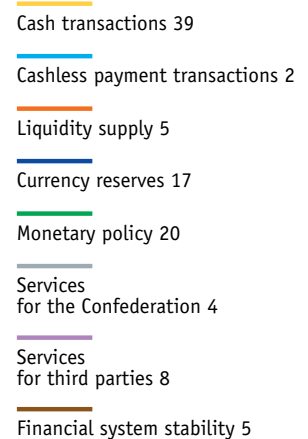 Cash transactions 39
Cashless payment transactions 2
Liquidity supply 5
Currency reserves 17
Monetary policy 20
Services
for the Confederation 4
Services
for third parties 8
Financial system stability 5